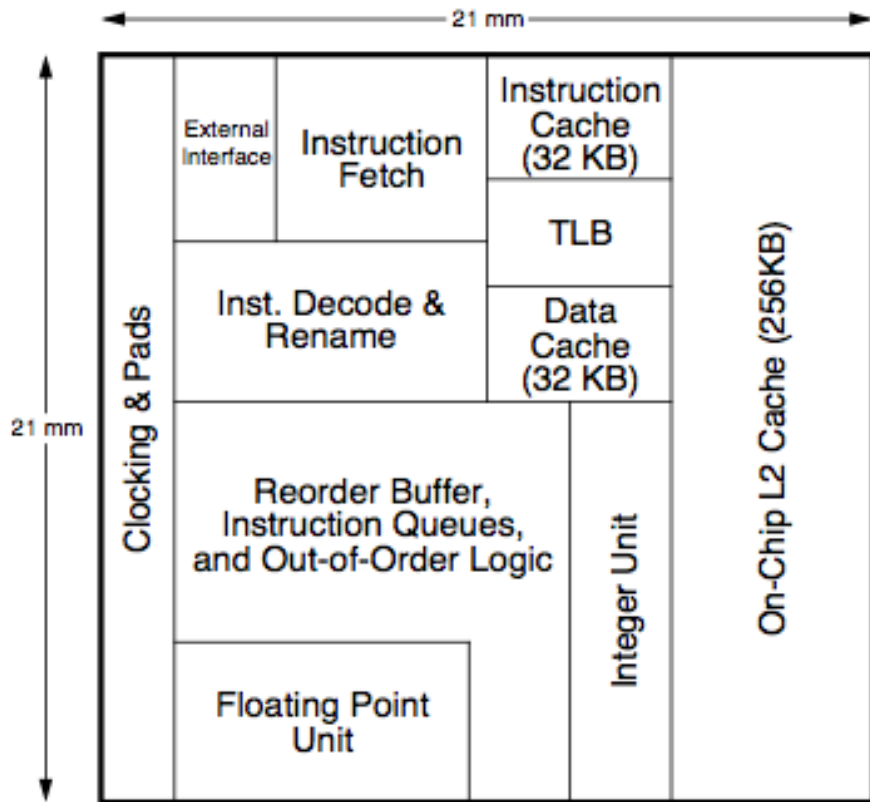 21 mm
21 mm
Clocking & Pads
External
Interface
Instruction
Fetch
Instruction
Cache
(32 KB)
TLB
Inst. Decode &
Rename
Data
Cache
(32 KB)
Reorder Buffer,
Instruction Queues,
and Out-of-Order Logic
Floating Point
Unit
Integer Unit
On-Chip L2 Cache (256KB)